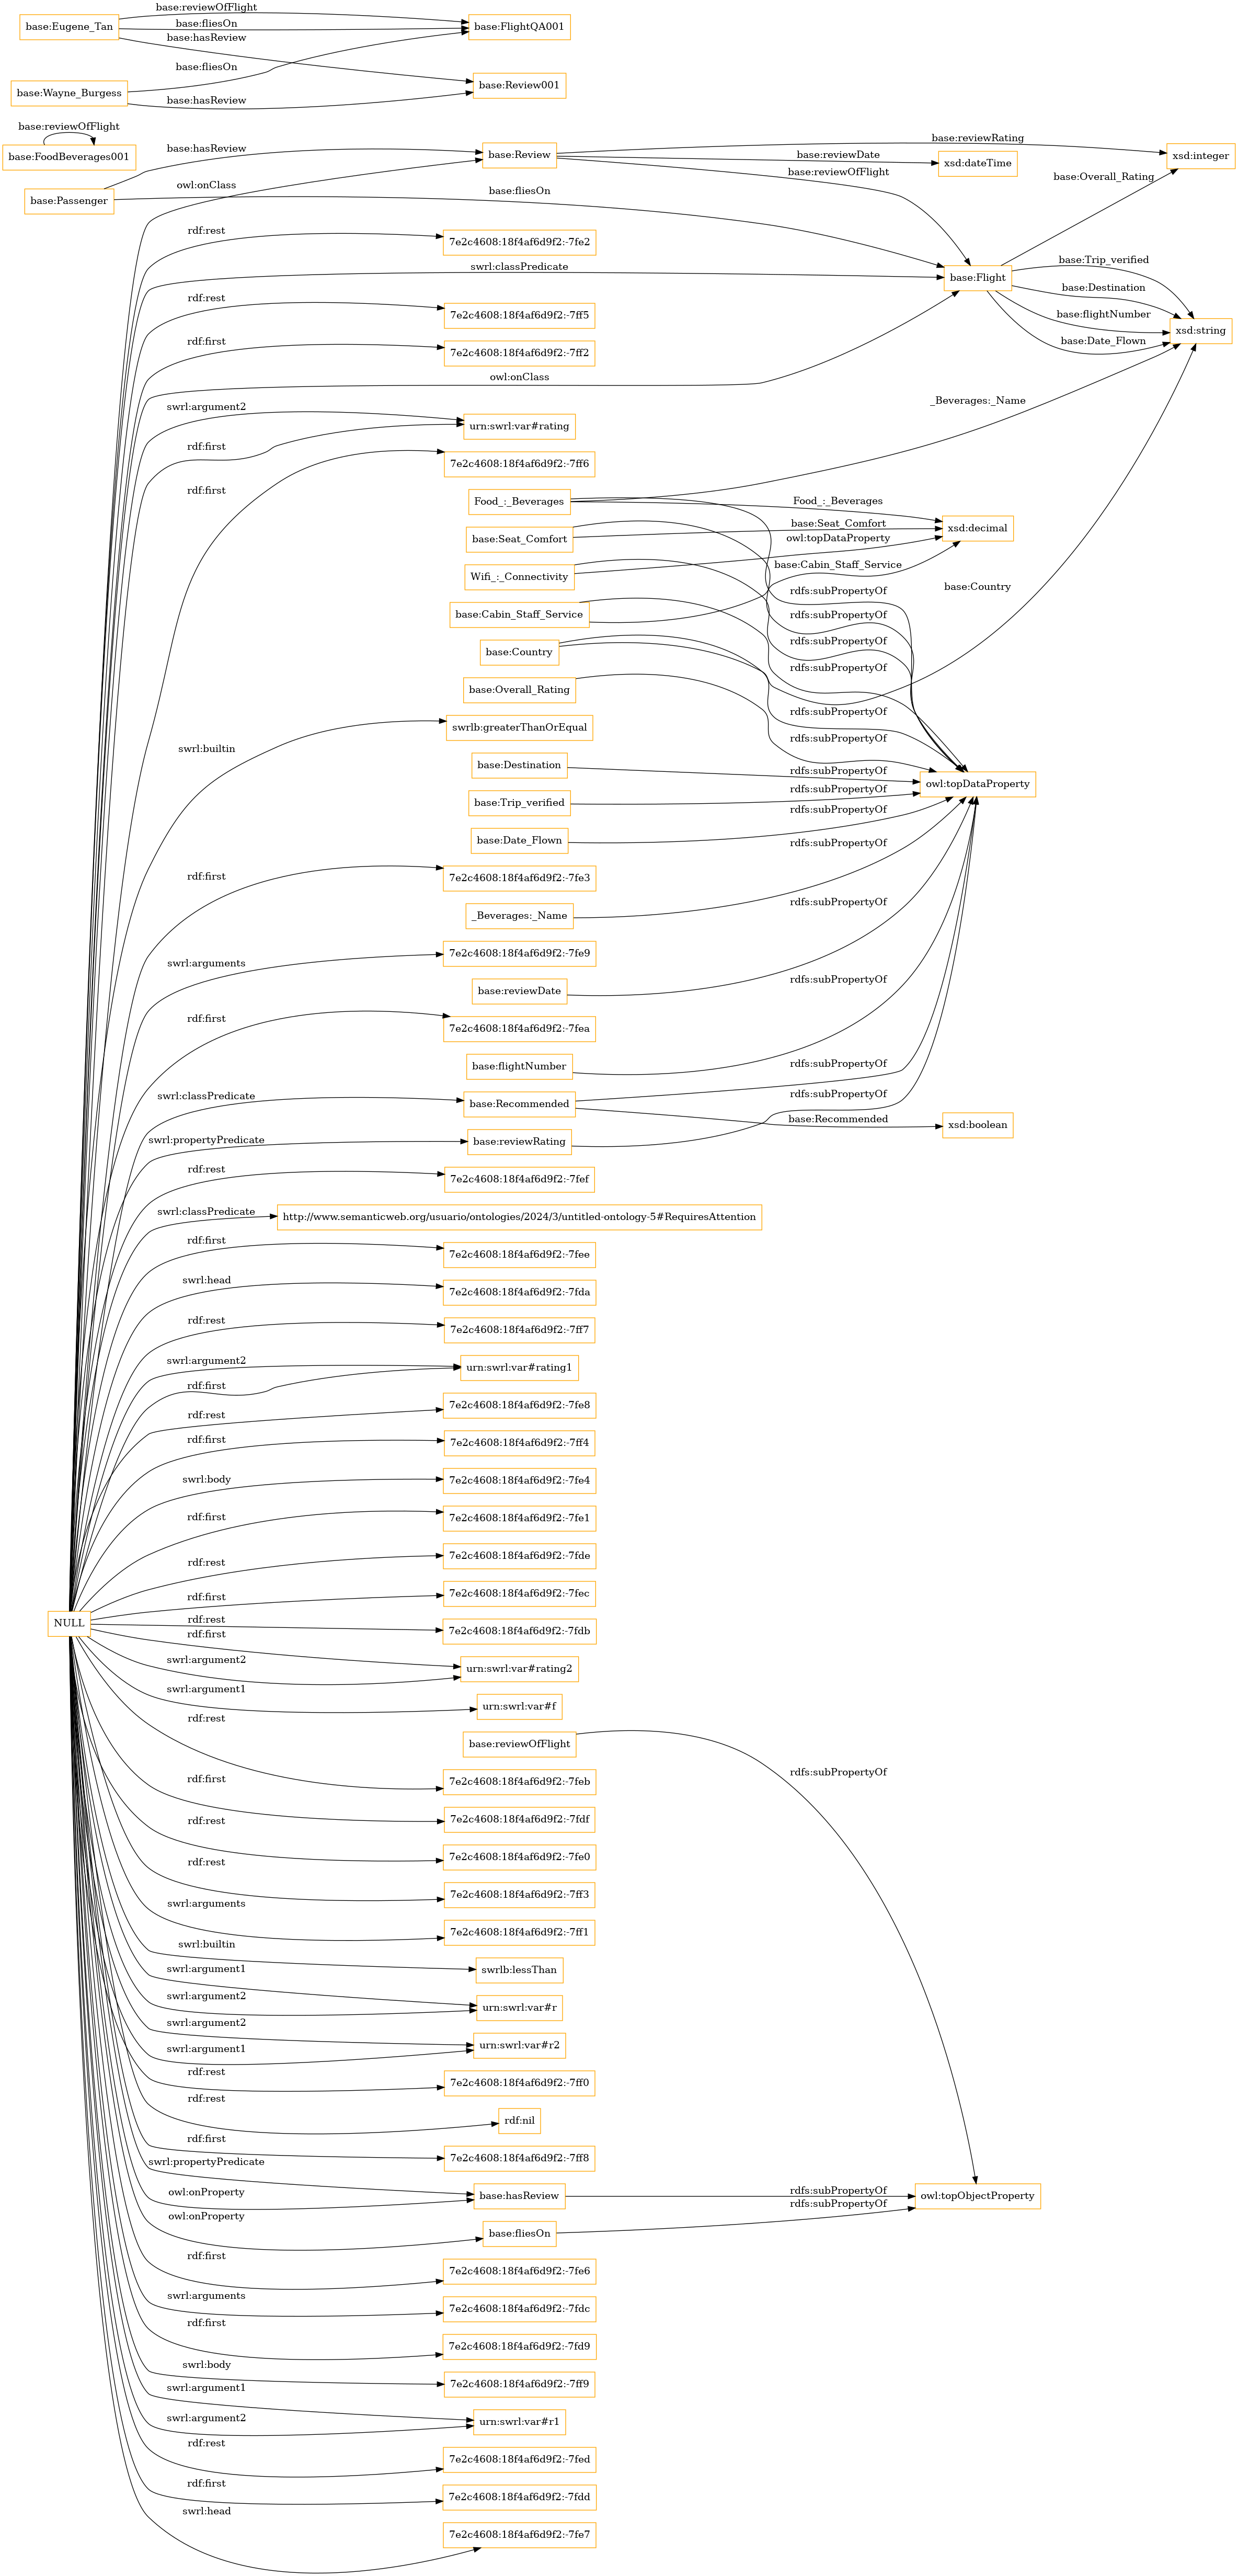 base:reviewOfFlight
base:Eugene_Tan
base:fliesOn
base:FlightQA001
base:hasReview
base:fliesOn
base:Review001
base:Wayne_Burgess
base:hasReview
base:reviewOfFlight
base:FoodBeverages001
base:hasReview
base:Review
base:reviewRating
xsd:integer
base:reviewDate
xsd:dateTime
base:reviewOfFlight
base:Overall_Rating
owl:onClass
base:Passenger
base:fliesOn
rdf:rest
7e2c4608:18f4af6d9f2:-7fe2
base:Trip_verified
swrl:classPredicate
base:Flight
base:Destination
rdf:rest
7e2c4608:18f4af6d9f2:-7ff5
base:flightNumber
xsd:string
rdf:first
7e2c4608:18f4af6d9f2:-7ff2
base:Date_Flown
owl:onClass
swrl:argument2
_Beverages:_Name
urn:swrl:var#rating
rdf:first
7e2c4608:18f4af6d9f2:-7ff6
rdf:first
Food_:_Beverages
Food_:_Beverages
base:Seat_Comfort
base:Seat_Comfort
xsd:decimal
owl:topDataProperty
Wifi_:_Connectivity
base:Cabin_Staff_Service
base:Country
rdfs:subPropertyOf
base:Cabin_Staff_Service
rdfs:subPropertyOf
base:Country
rdfs:subPropertyOf
rdfs:subPropertyOf
base:Overall_Rating
rdfs:subPropertyOf
swrlb:greaterThanOrEqual
rdfs:subPropertyOf
swrl:builtin
base:Destination
rdfs:subPropertyOf
owl:topDataProperty
base:Trip_verified
rdfs:subPropertyOf
rdfs:subPropertyOf
base:Date_Flown
rdfs:subPropertyOf
rdf:first
7e2c4608:18f4af6d9f2:-7fe3
rdfs:subPropertyOf
_Beverages:_Name
swrl:arguments
7e2c4608:18f4af6d9f2:-7fe9
rdfs:subPropertyOf
base:reviewDate
rdf:first
7e2c4608:18f4af6d9f2:-7fea
base:flightNumber
rdfs:subPropertyOf
swrl:classPredicate
base:Recommended
rdfs:subPropertyOf
base:Recommended
xsd:boolean
swrl:propertyPredicate
base:reviewRating
rdf:rest
7e2c4608:18f4af6d9f2:-7fef
swrl:classPredicate
http://www.semanticweb.org/usuario/ontologies/2024/3/untitled-ontology-5#RequiresAttention
rdf:first
7e2c4608:18f4af6d9f2:-7fee
swrl:head
7e2c4608:18f4af6d9f2:-7fda
rdf:rest
7e2c4608:18f4af6d9f2:-7ff7
swrl:argument2
urn:swrl:var#rating1
rdf:first
rdf:rest
7e2c4608:18f4af6d9f2:-7fe8
rdf:first
7e2c4608:18f4af6d9f2:-7ff4
swrl:body
7e2c4608:18f4af6d9f2:-7fe4
rdf:first
7e2c4608:18f4af6d9f2:-7fe1
rdf:rest
7e2c4608:18f4af6d9f2:-7fde
rdf:first
7e2c4608:18f4af6d9f2:-7fec
NULL
rdf:rest
7e2c4608:18f4af6d9f2:-7fdb
rdf:first
swrl:argument2
urn:swrl:var#rating2
swrl:argument1
urn:swrl:var#f
rdf:rest
base:reviewOfFlight
rdfs:subPropertyOf
7e2c4608:18f4af6d9f2:-7feb
rdf:first
7e2c4608:18f4af6d9f2:-7fdf
rdf:rest
7e2c4608:18f4af6d9f2:-7fe0
rdf:rest
7e2c4608:18f4af6d9f2:-7ff3
swrl:arguments
7e2c4608:18f4af6d9f2:-7ff1
swrl:builtin
swrlb:lessThan
swrl:argument1
swrl:argument2
urn:swrl:var#r
swrl:argument2
swrl:argument1
urn:swrl:var#r2
rdf:rest
7e2c4608:18f4af6d9f2:-7ff0
rdf:rest
rdf:nil
rdf:first
7e2c4608:18f4af6d9f2:-7ff8
swrl:propertyPredicate
owl:onProperty
base:hasReview
rdfs:subPropertyOf
owl:topObjectProperty
rdfs:subPropertyOf
owl:onProperty
base:fliesOn
rdf:first
7e2c4608:18f4af6d9f2:-7fe6
swrl:arguments
7e2c4608:18f4af6d9f2:-7fdc
rdf:first
7e2c4608:18f4af6d9f2:-7fd9
swrl:body
7e2c4608:18f4af6d9f2:-7ff9
swrl:argument1
swrl:argument2
urn:swrl:var#r1
rdf:rest
7e2c4608:18f4af6d9f2:-7fed
rdf:first
7e2c4608:18f4af6d9f2:-7fdd
swrl:head
7e2c4608:18f4af6d9f2:-7fe7